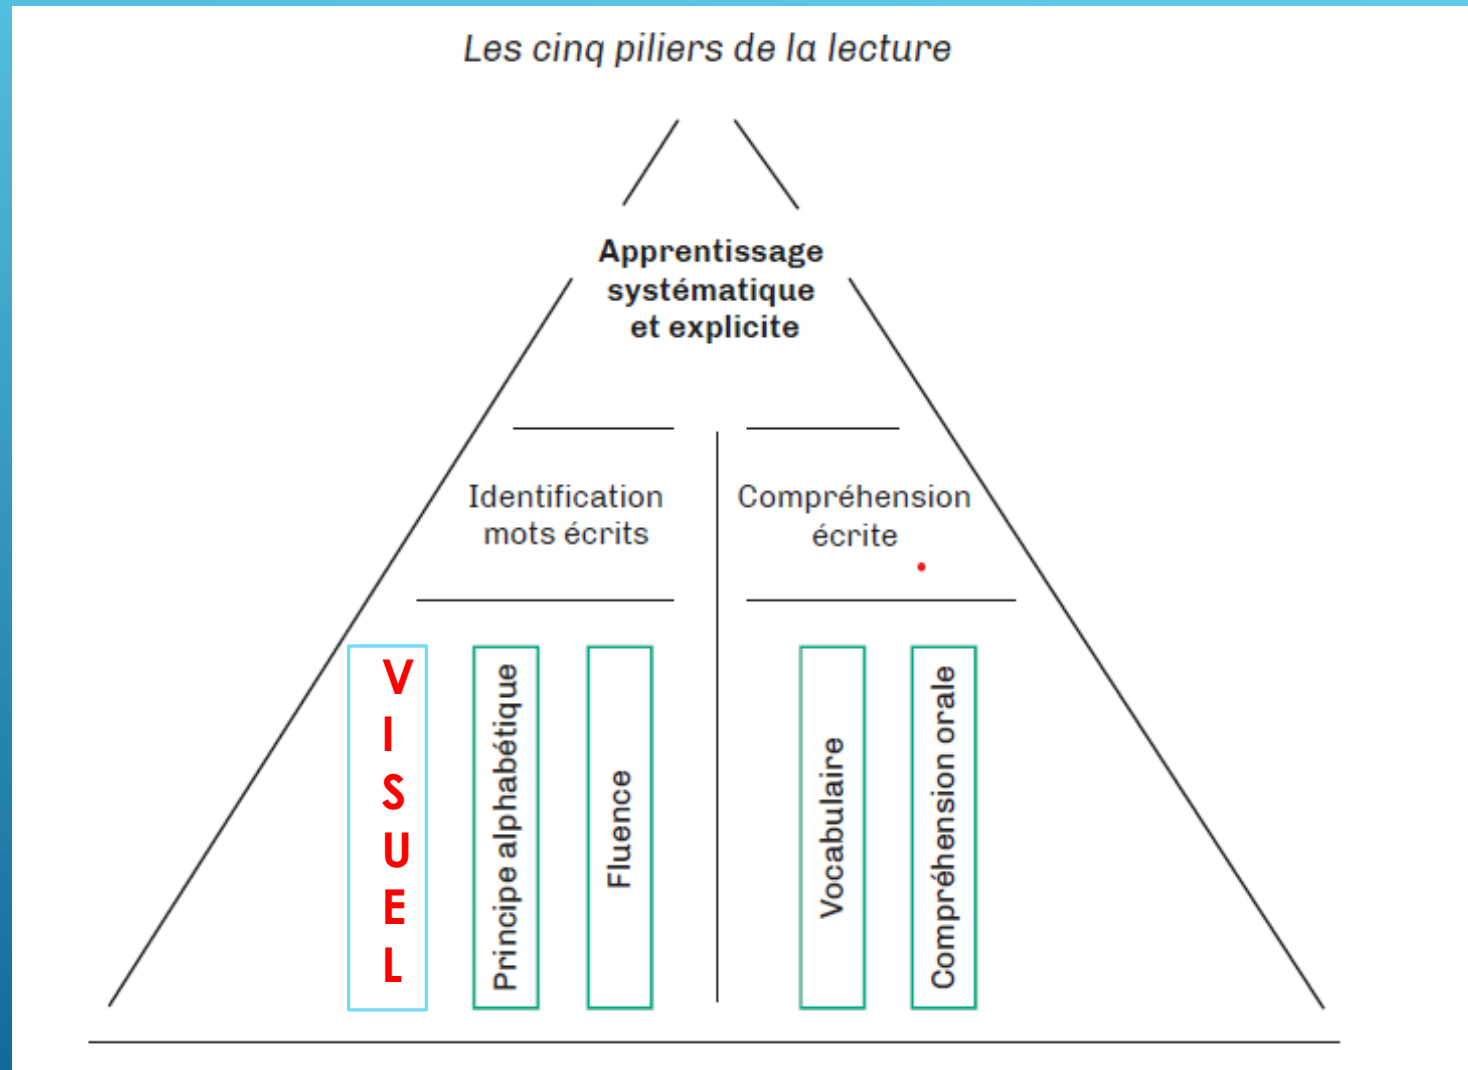 Les cinq piliers de la lecture
Apprentissage
systématique
et explicite
Identification
mots écrits
Compréhension
écrite
V
I
S
U
E
L
Principe alphabétique
Fluence
Vocabulaire
Compréhension orale